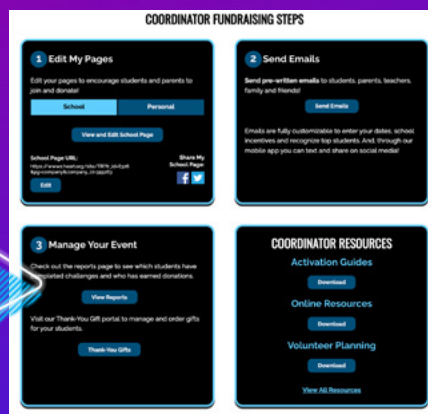 COORDINATOR FUNDRAISING STEPS
1 Edit My Pages
Edit your pages to encourage students and parents to
join and donate!
School Personal
View and Edit School Page
School Page URL:
Share My
School Page:
Edit
2 Send Emails
Send pre-written emails to students, parents, teachers,
family and friends!
Send Emails
Emails are fully customizable to enter your dates, school
incentives and recognize top students. And, through our
mobile app you can text and share on social media!
3 Manage Your Event
Check out the reports page to see which students have
completed challenges and who has earned donations.
View Reports
Visit our Thank-You Gift portal to manage and order gifts
for your students.
Thank-You Gifts
COORDINATOR RESOURCES
Activation Guides
Download
Online Resources
Download
Volunteer Planning
Download
View All Resources